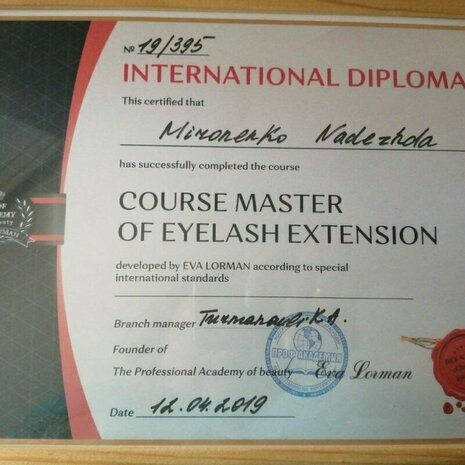 № 19/395
INTERNATIONAL DIPLOMA
This certified that
Mironenko Nadezhda
has successfully completed the course
COURSE MASTER
OF EYELASH EXTENSION
developed by EVA LORMAN according to special
international standards
Branch manager
Founder of
The Professional Academy of beauty Eva Lorman
Date 12.04.2019
ПРОФ АКАДЕМИЯ